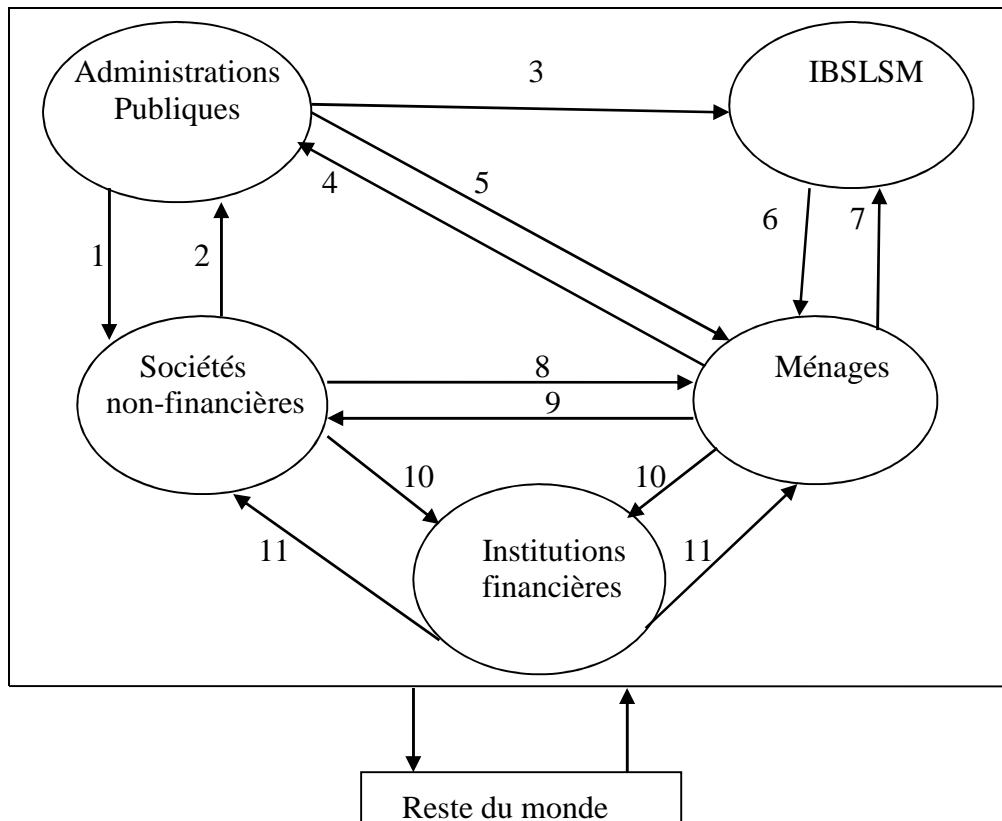 Administrations
Publiques
3
IBSLSM
4
5
6
7
1
2
Sociétés
non-financières
8
9
Ménages
10
10
11
Institutions
financières
11
Reste du monde